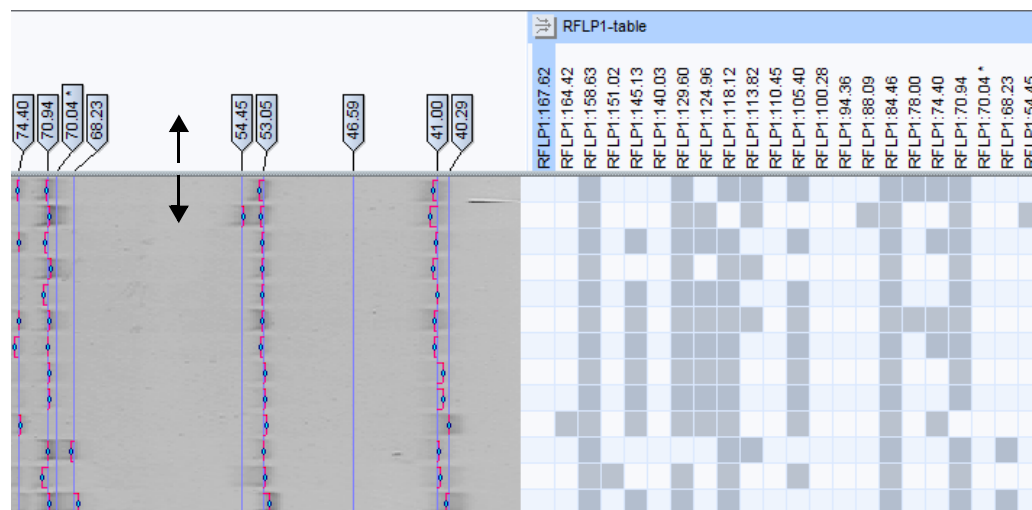 RFLP1-table
74.40
70.94
70.04 *
68.23
54.45
53.05
46.59
41.00
40.29
RFLP1:167.62
RFLP1:164.42
RFLP1:158.63
RFLP1:151.02
RFLP1:145.13
RFLP1:140.03
RFLP1:129.60
RFLP1:124.96
RFLP1:118.12
RFLP1:113.82
RFLP1:110.45
RFLP1:105.40
RFLP1:100.28
RFLP1:94.36
RFLP1:88.09
RFLP1:84.46
RFLP1:78.00
RFLP1:74.40
RFLP1:70.94
RFLP1:70.04 *
RFLP1:68.23
RFLP1:54.45